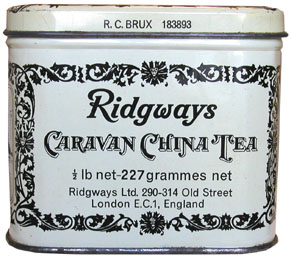 R.C. BRUX 183893
Ridgways
CARAVAN CHINA TEA
½ lb net-227 grammes net
Ridgways Ltd. 290-314 Old Street
London E.C.1, England